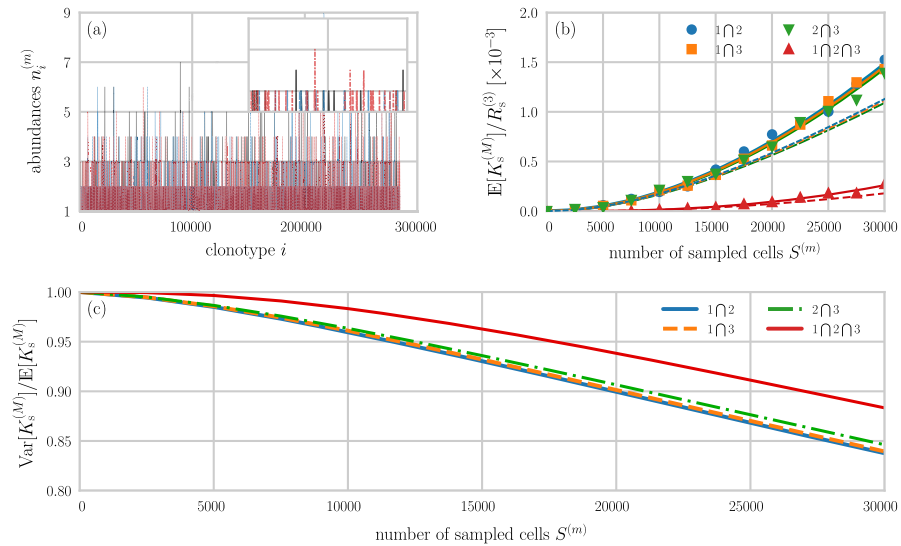 (a)
9
7
5
3
1
abundances n_i^{(m)}
0 100000 200000 300000
clonotype i
(b)
1⋂2
1⋂3
2⋂3
1⋂2⋂3
2.0
1.5
1.0
0.5
0.0
𝔼[K_s^{(M)}]/R_s^{(3)} [×10^{−3}]
0 5000 10000 15000 20000 25000 30000
number of sampled cells S^{(m)}
(c)
1⋂2
1⋂3
2⋂3
1⋂2⋂3
1.00
0.95
0.90
0.85
0.80
Var[K_s^{(M)}]/𝔼[K_s^{(M)}]
0 5000 10000 15000 20000 25000 30000
number of sampled cells S^{(m)}